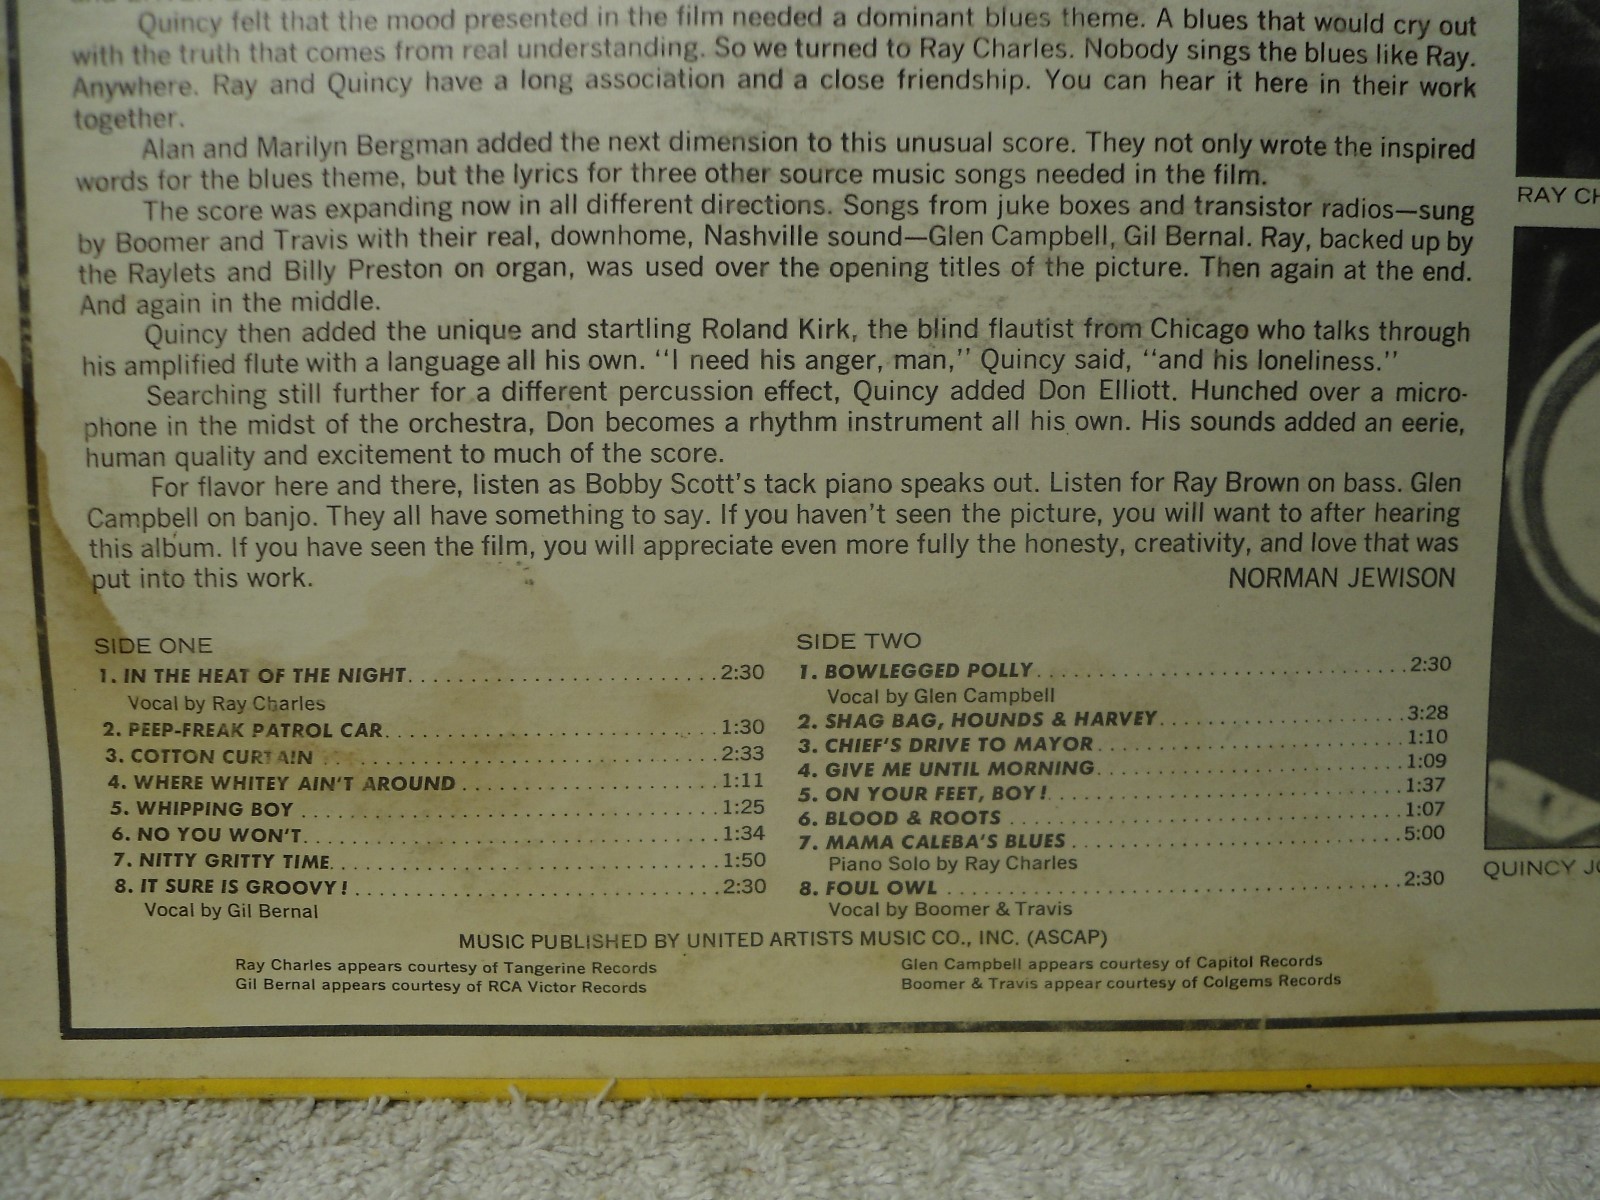 Quincy felt that the mood presented in the film needed a dominant blues theme. A blues that would cry out
with the truth that comes from real understanding. So we turned to Ray Charles. Nobody sings the blues like Ray.
Anywhere. Ray and Quincy have a long association and a close friendship. You can hear it here in their work
together.
Alan and Marilyn Bergman added the next dimension to this unusual score. They not only wrote the inspired
words for the blues theme, but the lyrics for three other source music songs needed in the film.
The score was expanding now in all different directions. Songs from juke boxes and transistor radios—sung
by Boomer and Travis with their real, downhome, Nashville sound—Glen Campbell, Gil Bernal. Ray, backed up by
the Raylets and Billy Preston on organ, was used over the opening titles of the picture. Then again at the end.
And again in the middle.
Quincy then added the unique and startling Roland Kirk, the blind flautist from Chicago who talks through
his amplified flute with a language all his own. "I need his anger, man," Quincy said, "and his loneliness."
Searching still further for a different percussion effect, Quincy added Don Elliott. Hunched over a micro-
phone in the midst of the orchestra, Don becomes a rhythm instrument all his own. His sounds added an eerie,
human quality and excitement to much of the score.
For flavor here and there, listen as Bobby Scott's tack piano speaks out. Listen for Ray Brown on bass. Glen
Campbell on banjo. They all have something to say. If you haven't seen the picture, you will want to after hearing
this album. If you have seen the film, you will appreciate even more fully the honesty, creativity, and love that was
put into this work. NORMAN JEWISON
SIDE ONE
1. IN THE HEAT OF THE NIGHT 2:30
Vocal by Ray Charles
2. PEEP-FREAK PATROL CAR 1:30
3. COTTON CURTAIN 2:33
4. WHERE WHITEY AIN'T AROUND 1:11
5. WHIPPING BOY 1:25
6. NO YOU WON'T 1:34
7. NITTY GRITTY TIME 1:50
8. IT SURE IS GROOVY! 2:30
Vocal by Gil Bernal
SIDE TWO
1. BOWLEGGED POLLY 2:30
Vocal by Glen Campbell
2. SHAG BAG, HOUNDS & HARVEY 3:28
3. CHIEF'S DRIVE TO MAYOR 1:10
4. GIVE ME UNTIL MORNING 1:09
5. ON YOUR FEET, BOY! 1:37
6. BLOOD & ROOTS 1:07
7. MAMA CALEBA'S BLUES 5:00
Piano Solo by Ray Charles
8. FOUL OWL 2:30
Vocal by Boomer & Travis
MUSIC PUBLISHED BY UNITED ARTISTS MUSIC CO., INC. (ASCAP)
Ray Charles appears courtesy of Tangerine Records
Gil Bernal appears courtesy of RCA Victor Records
Glen Campbell appears courtesy of Capitol Records
Boomer & Travis appear courtesy of Colgems Records
RAY CH
QUINCY JO